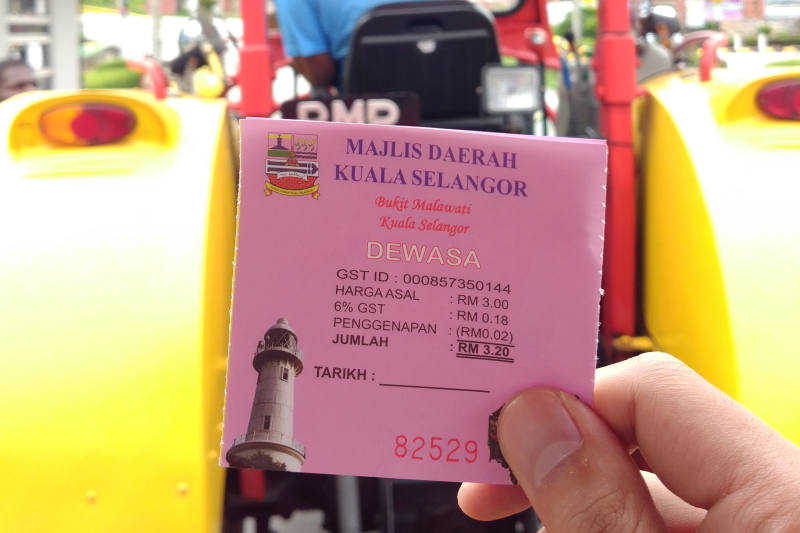 MAJLIS DAERAH
KUALA SELANGOR
Bukit Malawati
Kuala Selangor
DEWASA
GST ID : 000857350144
HARGA ASAL : RM 3.00
6% GST : RM 0.18
PENGGENAPAN : (RM0.02)
JUMLAH : RM 3.20
TARIKH :
82529